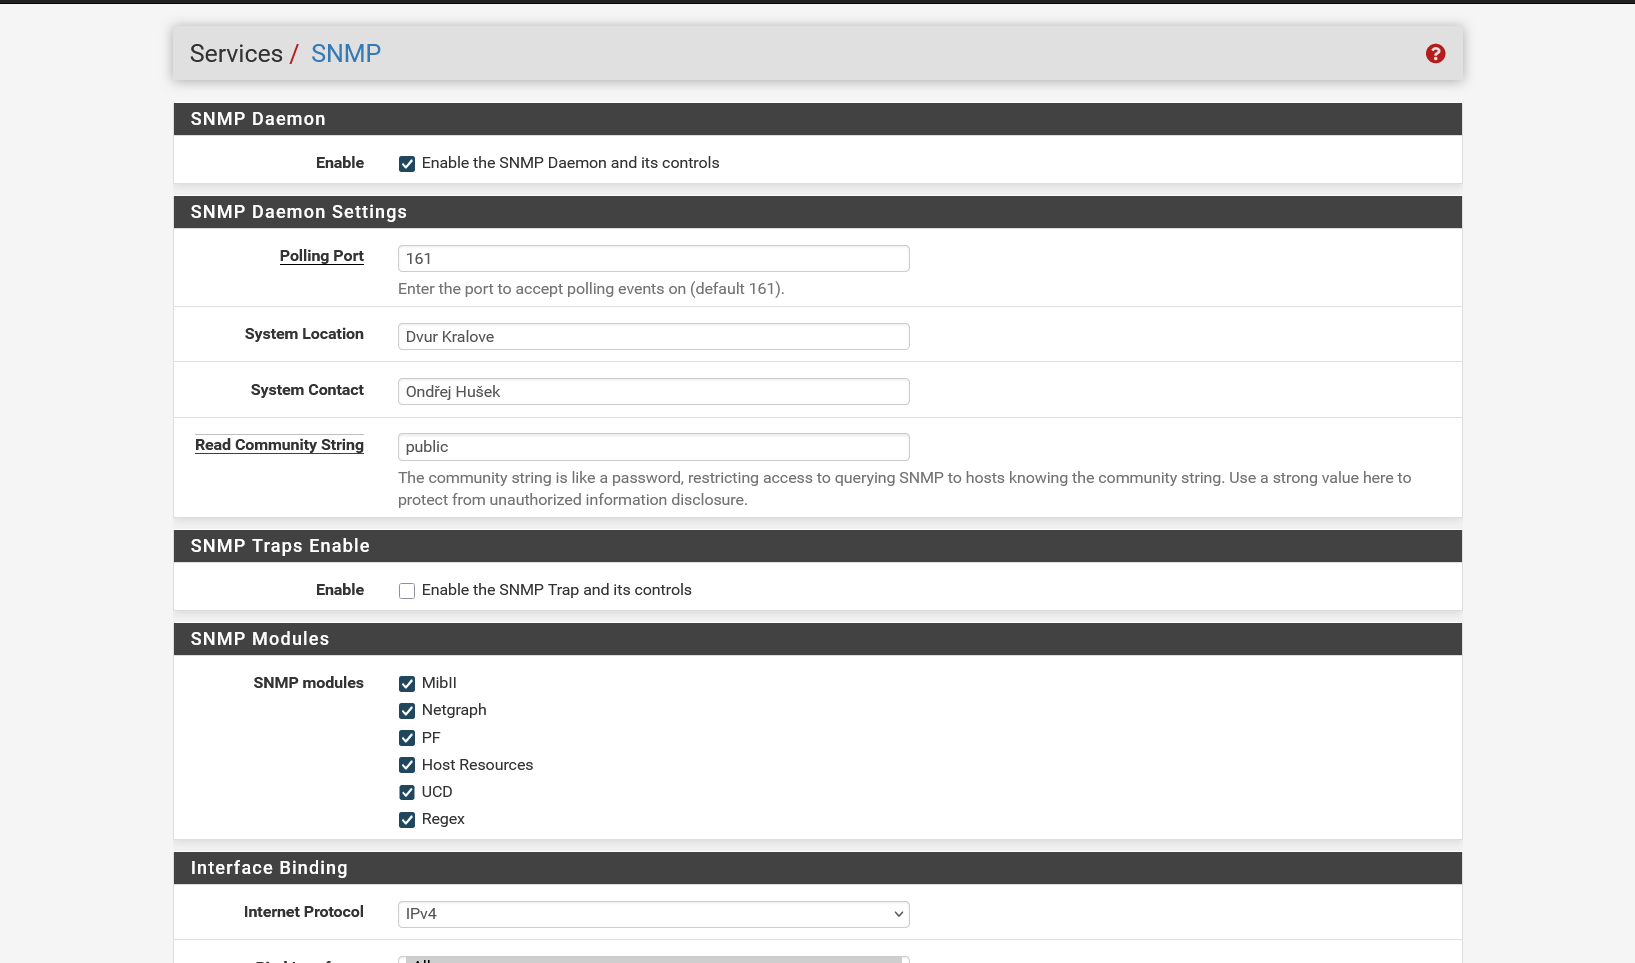 Services / SNMP
SNMP Daemon
Enable
Enable the SNMP Daemon and its controls
SNMP Daemon Settings
Polling Port
161
Enter the port to accept polling events on (default 161).
System Location
Dvur Kralove
System Contact
Ondřej Hušek
Read Community String
public
The community string is like a password, restricting access to querying SNMP to hosts knowing the community string. Use a strong value here to
protect from unauthorized information disclosure.
SNMP Traps Enable
Enable
Enable the SNMP Trap and its controls
SNMP Modules
SNMP modules
MibII
Netgraph
PF
Host Resources
UCD
Regex
Interface Binding
Internet Protocol
IPv4